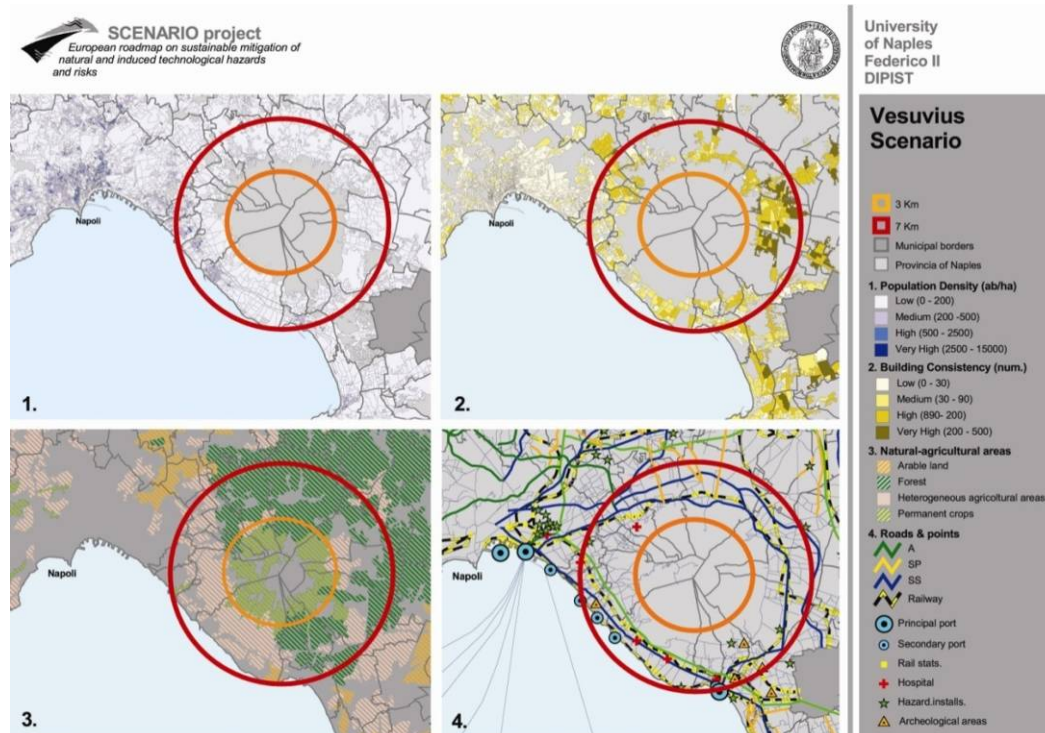 SCENARIO project
European roadmap on sustainable mitigation of
natural and induced technological hazards
and risks
University
of Naples
Federico II
DIPIST
Vesuvius
Scenario
3 Km
7 Km
Municipal borders
Provincia of Naples
1. Population Density (ab/ha)
Low (0 - 200)
Medium (200 -500)
High (500 - 2500)
Very High (2500 - 15000)
2. Building Consistency (num.)
Low (0 - 30)
Medium (30 - 90)
High (890- 200)
Very High (200 - 500)
3. Natural-agricultural areas
Arable land
Forest
Heterogeneous agricoltural areas
Permanent crops
4. Roads & points
A
SP
SS
Railway
Principal port
Secondary port
Rail stats.
Hospital
Hazard.installs.
Archeological areas
Napoli
1.
Napoli
2.
Napoli
3.
Napoli
4.